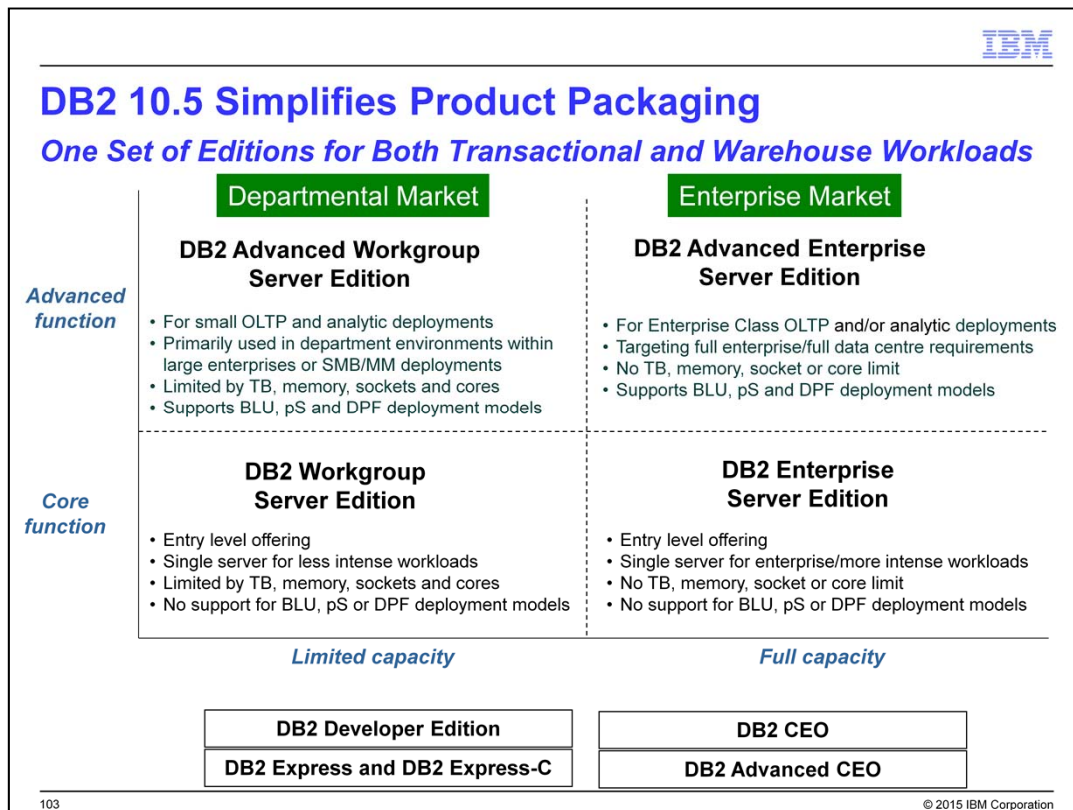 IBM
DB2 10.5 Simplifies Product Packaging
One Set of Editions for Both Transactional and Warehouse Workloads
Departmental Market
Enterprise Market
Advanced
function
DB2 Advanced Workgroup
Server Edition
• For small OLTP and analytic deployments
• Primarily used in department environments within
large enterprises or SMB/MM deployments
• Limited by TB, memory, sockets and cores
• Supports BLU, pS and DPF deployment models
DB2 Advanced Enterprise
Server Edition
• For Enterprise Class OLTP and/or analytic deployments
• Targeting full enterprise/full data centre requirements
• No TB, memory, socket or core limit
• Supports BLU, pS and DPF deployment models
Core
function
DB2 Workgroup
Server Edition
• Entry level offering
• Single server for less intense workloads
• Limited by TB, memory, sockets and cores
• No support for BLU, pS or DPF deployment models
DB2 Enterprise
Server Edition
• Entry level offering
• Single server for enterprise/more intense workloads
• No TB, memory, socket or core limit
• No support for BLU, pS or DPF deployment models
Limited capacity
Full capacity
DB2 Developer Edition
DB2 Express and DB2 Express-C
DB2 CEO
DB2 Advanced CEO
103
© 2015 IBM Corporation